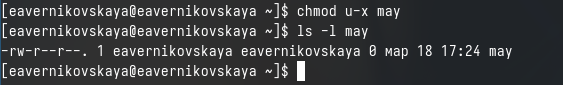 [eavernikovskaya@eavernikovskaya ~]$ chmod u-x may
[eavernikovskaya@eavernikovskaya ~]$ ls -l may
-rw-r--r--. 1 eavernikovskaya eavernikovskaya 0 мар 18 17:24 may
[eavernikovskaya@eavernikovskaya ~]$